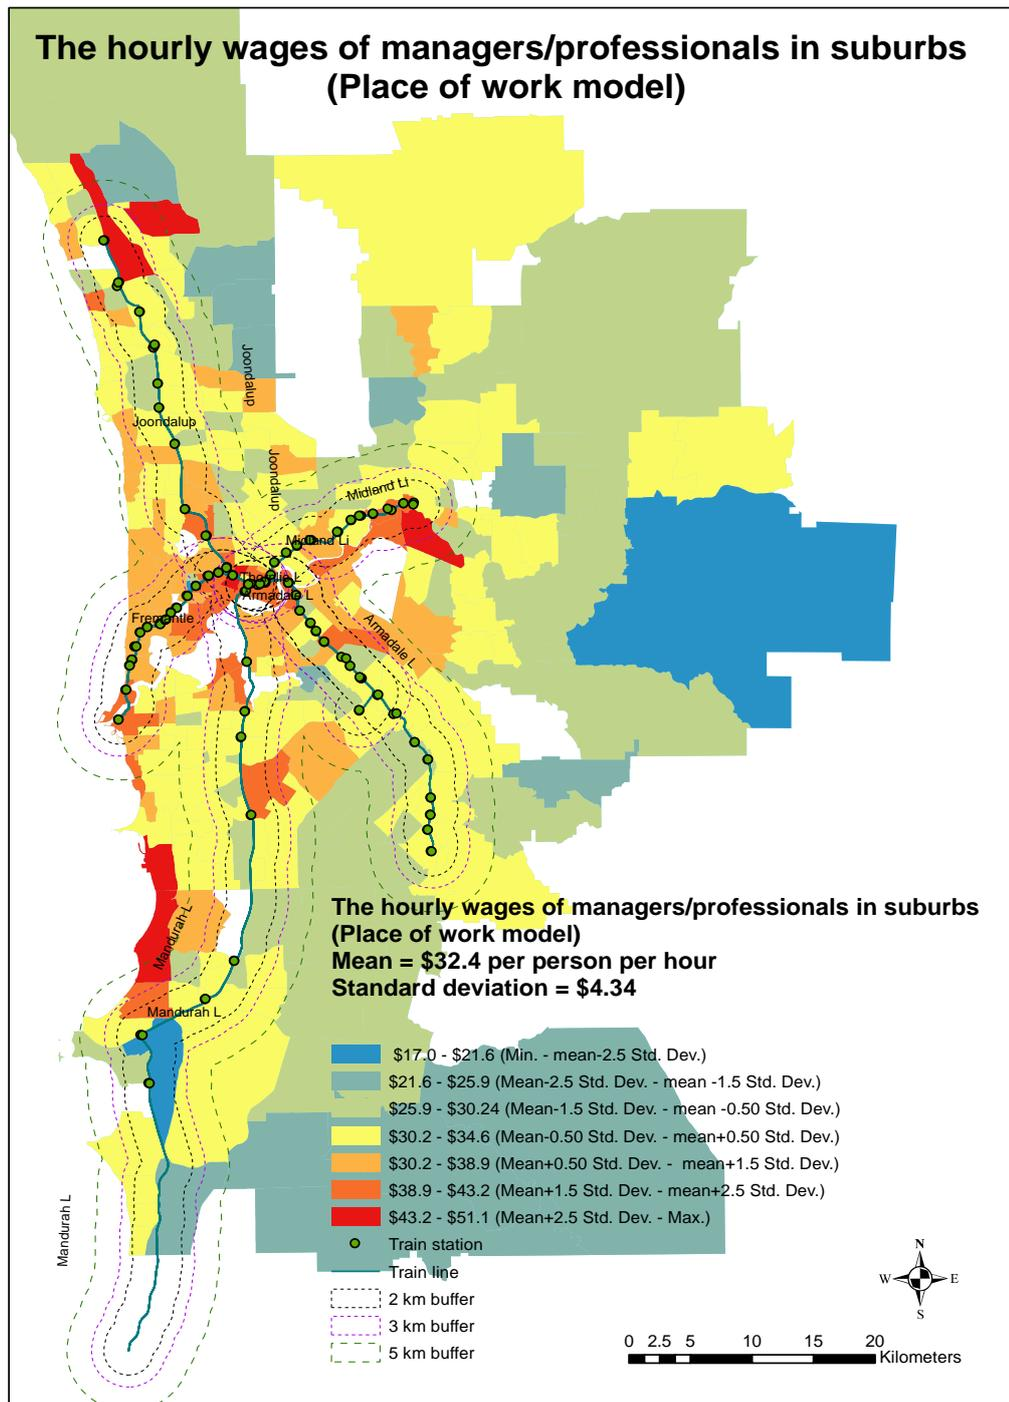 The hourly wages of managers/professionals in suburbs
(Place of work model)
Joondalup
Joondalup
Joondalup
Midland Li
Midland Li
Thornlie L
Armadale L
Fremantle
Armadale L
Mandurah L
Mandurah L
Mandurah L
The hourly wages of managers/professionals in suburbs
(Place of work model)
Mean = $32.4 per person per hour
Standard deviation = $4.34
$17.0 - $21.6 (Min. - mean-2.5 Std. Dev.)
$21.6 - $25.9 (Mean-2.5 Std. Dev. - mean -1.5 Std. Dev.)
$25.9 - $30.24 (Mean-1.5 Std. Dev. - mean -0.50 Std. Dev.)
$30.2 - $34.6 (Mean-0.50 Std. Dev. - mean+0.50 Std. Dev.)
$30.2 - $38.9 (Mean+0.50 Std. Dev. - mean+1.5 Std. Dev.)
$38.9 - $43.2 (Mean+1.5 Std. Dev. - mean+2.5 Std. Dev.)
$43.2 - $51.1 (Mean+2.5 Std. Dev. - Max.)
Train station
Train line
2 km buffer
3 km buffer
5 km buffer
N
W E
S
0 2.5 5 10 15 20
Kilometers